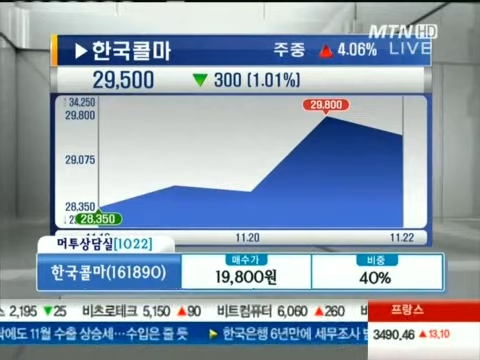 MTN HD
LIVE
▶한국콜마 주중 ▲ 4.06%
29,500 ▼ 300 (1.01%)
34,250
29,800
29,800
29,075
28,350
28,350
11.20
11.22
머투상담실[1022]
한국콜마(161890)
매수가
19,800원
비중
40%
2,195 ▼25 비츠로테크 5,150 ▲90 비트컴퓨터 6,060 ▲260
프랑스
3490,46 ▲13,10
11월 수출 상승세...수입은 줄 듯 ▶ 한국은행 6년만에 세무조사